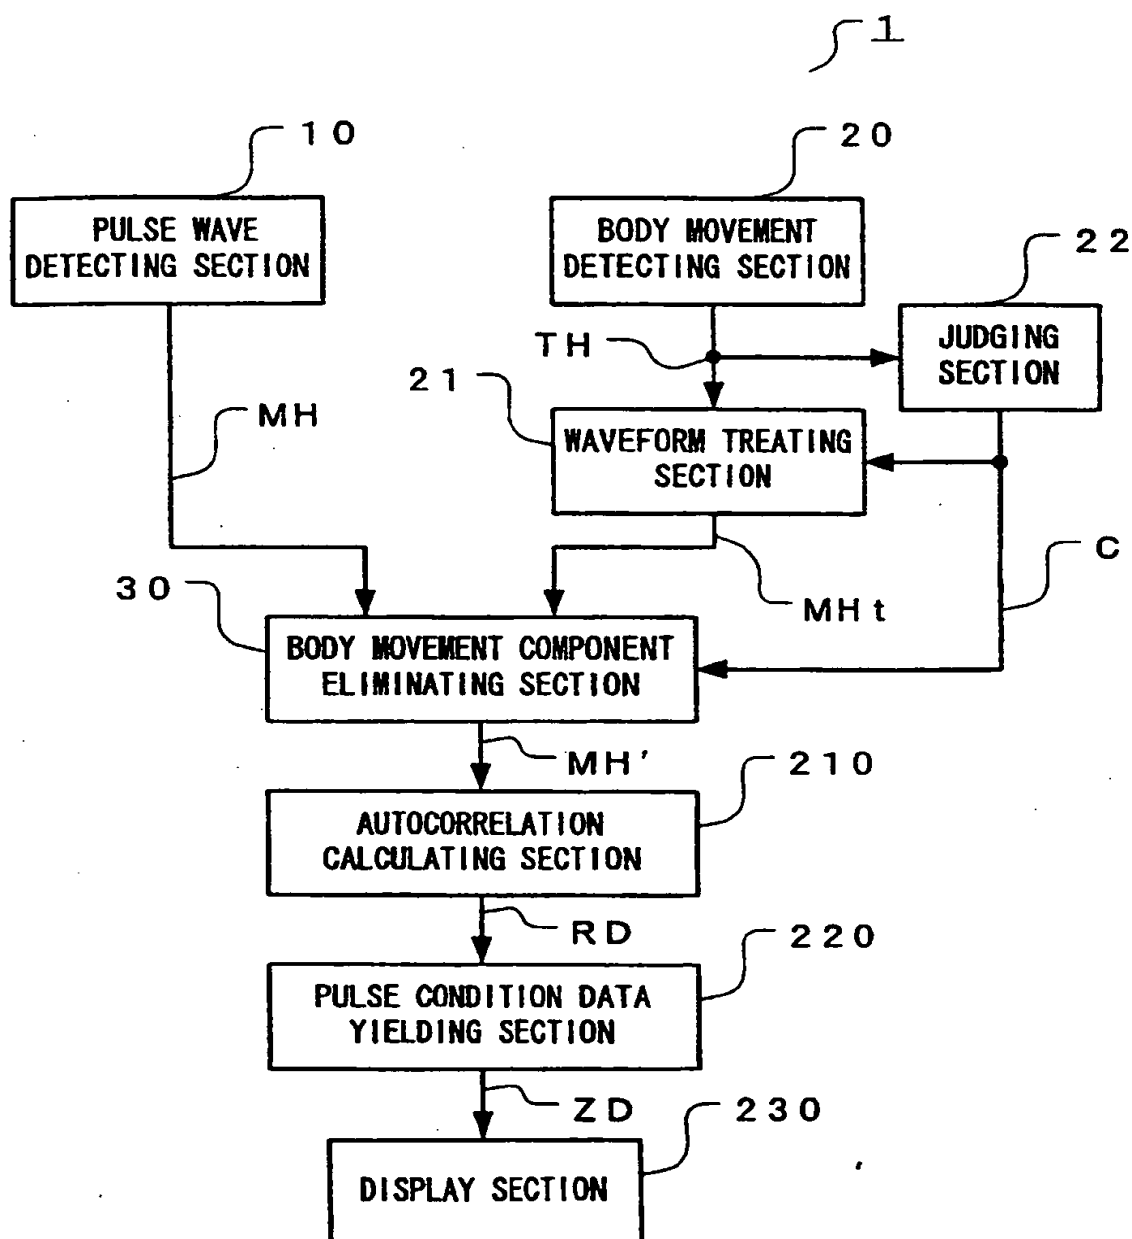 1
10
20
PULSE WAVE
DETECTING SECTION
BODY MOVEMENT
DETECTING SECTION
22
JUDGING
SECTION
TH
21
MH
WAVEFORM TREATING
SECTION
C
30
MHt
BODY MOVEMENT COMPONENT
ELIMINATING SECTION
MH'
210
AUTOCORRELATION
CALCULATING SECTION
RD
220
PULSE CONDITION DATA
YIELDING SECTION
ZD
230
DISPLAY SECTION